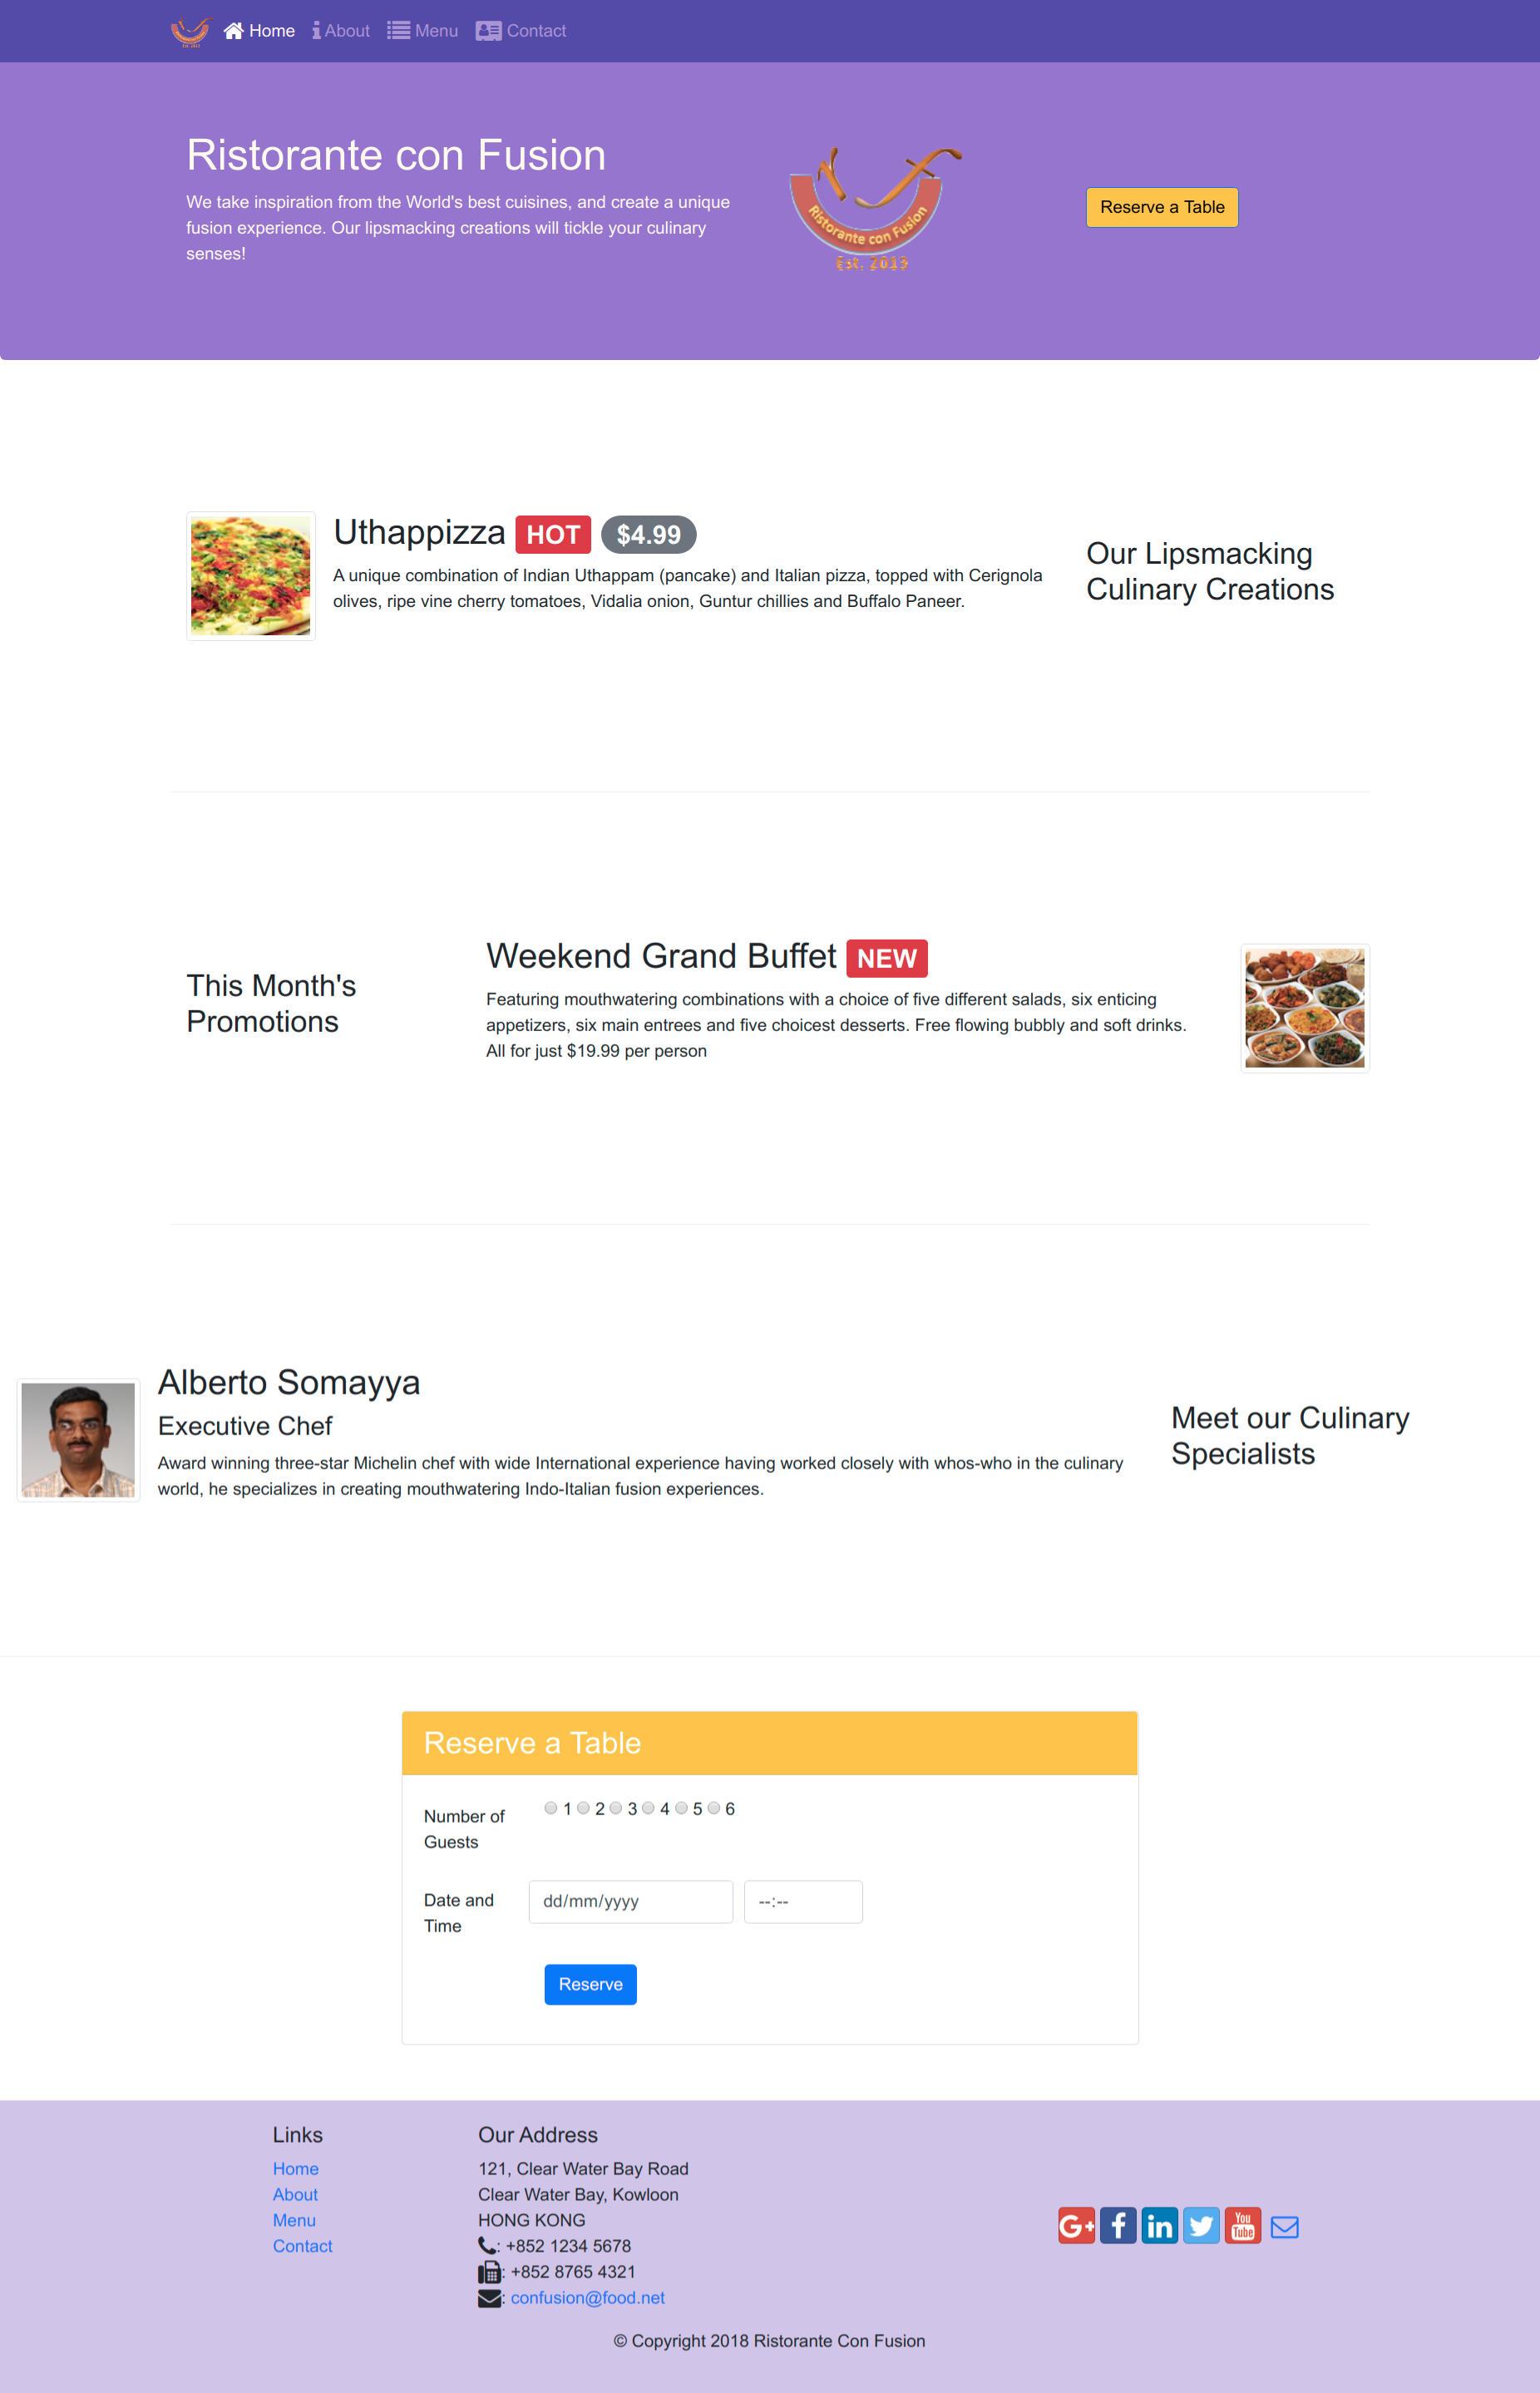 Home About Menu Contact
Ristorante con Fusion
We take inspiration from the World's best cuisines, and create a unique
fusion experience. Our lipsmacking creations will tickle your culinary
senses!
Ristorante con Fusion
Est. 2013
Reserve a Table
Uthappizza HOT $4.99
A unique combination of Indian Uthappam (pancake) and Italian pizza, topped with Cerignola
olives, ripe vine cherry tomatoes, Vidalia onion, Guntur chillies and Buffalo Paneer.
Our Lipsmacking
Culinary Creations
This Month's
Promotions
Weekend Grand Buffet NEW
Featuring mouthwatering combinations with a choice of five different salads, six enticing
appetizers, six main entrees and five choicest desserts. Free flowing bubbly and soft drinks.
All for just $19.99 per person
Alberto Somayya
Executive Chef
Award winning three-star Michelin chef with wide International experience having worked closely with whos-who in the culinary
world, he specializes in creating mouthwatering Indo-Italian fusion experiences.
Meet our Culinary
Specialists
Reserve a Table
Number of
Guests
1 2 3 4 5 6
Date and
Time
dd/mm/yyyy
--:--
Reserve
Links
Home
About
Menu
Contact
Our Address
121, Clear Water Bay Road
Clear Water Bay, Kowloon
HONG KONG
: +852 1234 5678
: +852 8765 4321
: confusion@food.net
G+ f in You Tube
© Copyright 2018 Ristorante Con Fusion